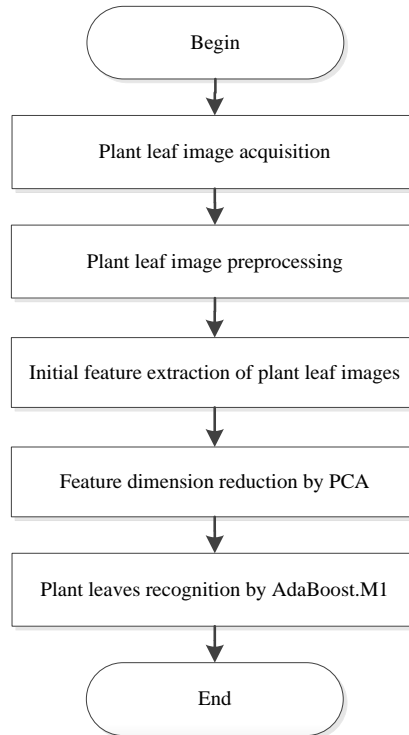 Begin
Plant leaf image acquisition
Plant leaf image preprocessing
Initial feature extraction of plant leaf images
Feature dimension reduction by PCA
Plant leaves recognition by AdaBoost.M1
End